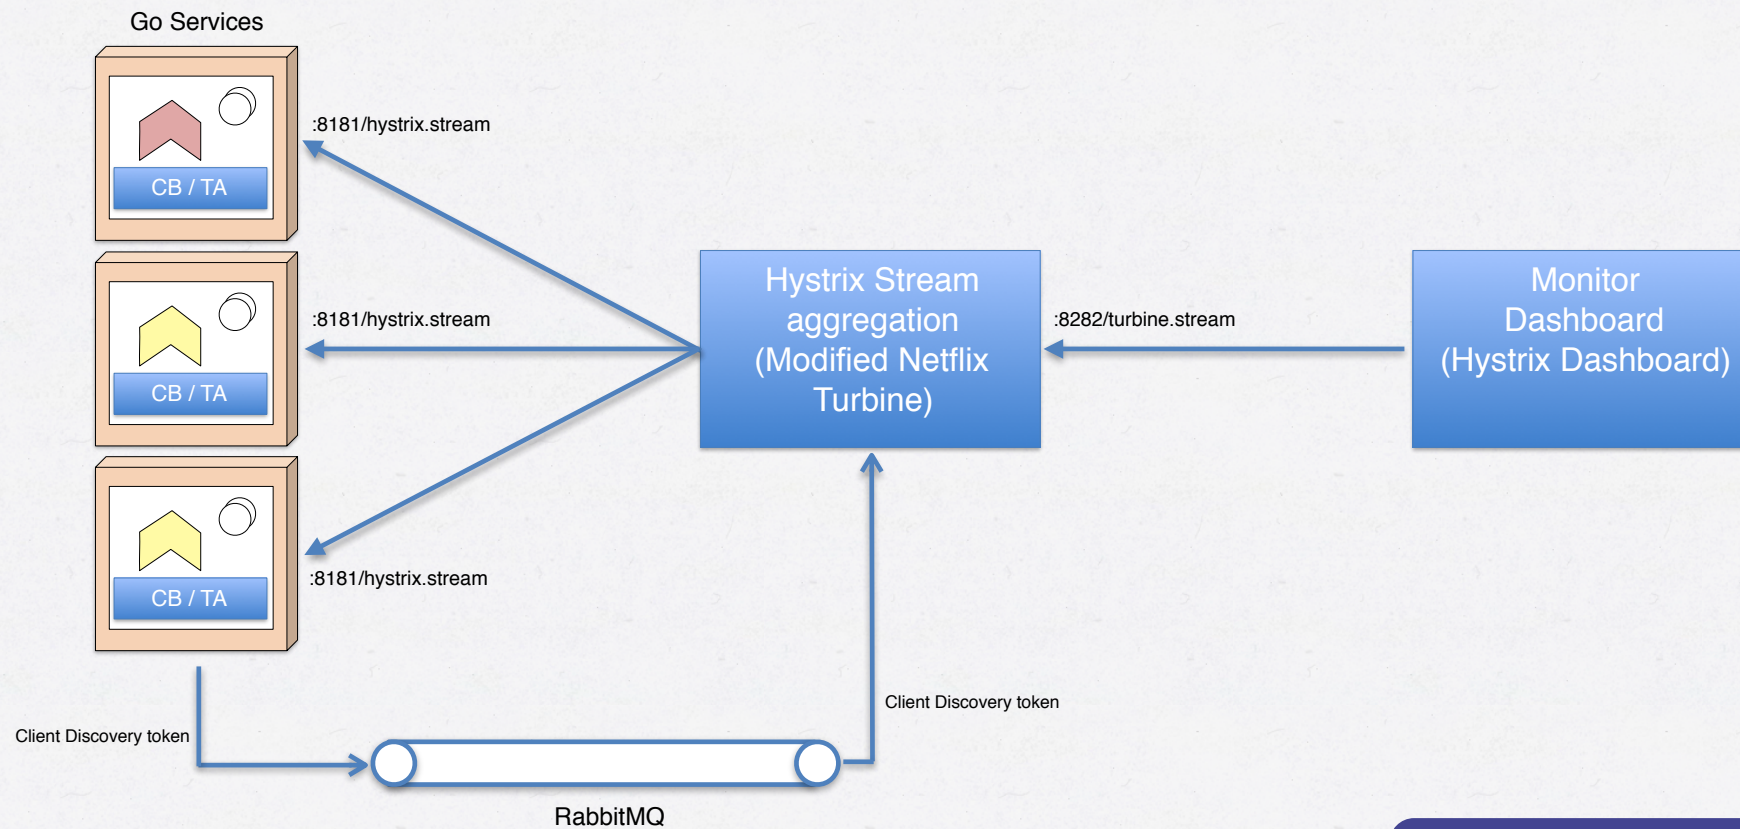 Go Services
:8181/hystrix.stream
CB / TA
:8181/hystrix.stream
CB / TA
:8181/hystrix.stream
CB / TA
Hystrix Stream
aggregation
(Modified Netflix
Turbine)
:8282/turbine.stream
Monitor
Dashboard
(Hystrix Dashboard)
Client Discovery token
Client Discovery token
RabbitMQ